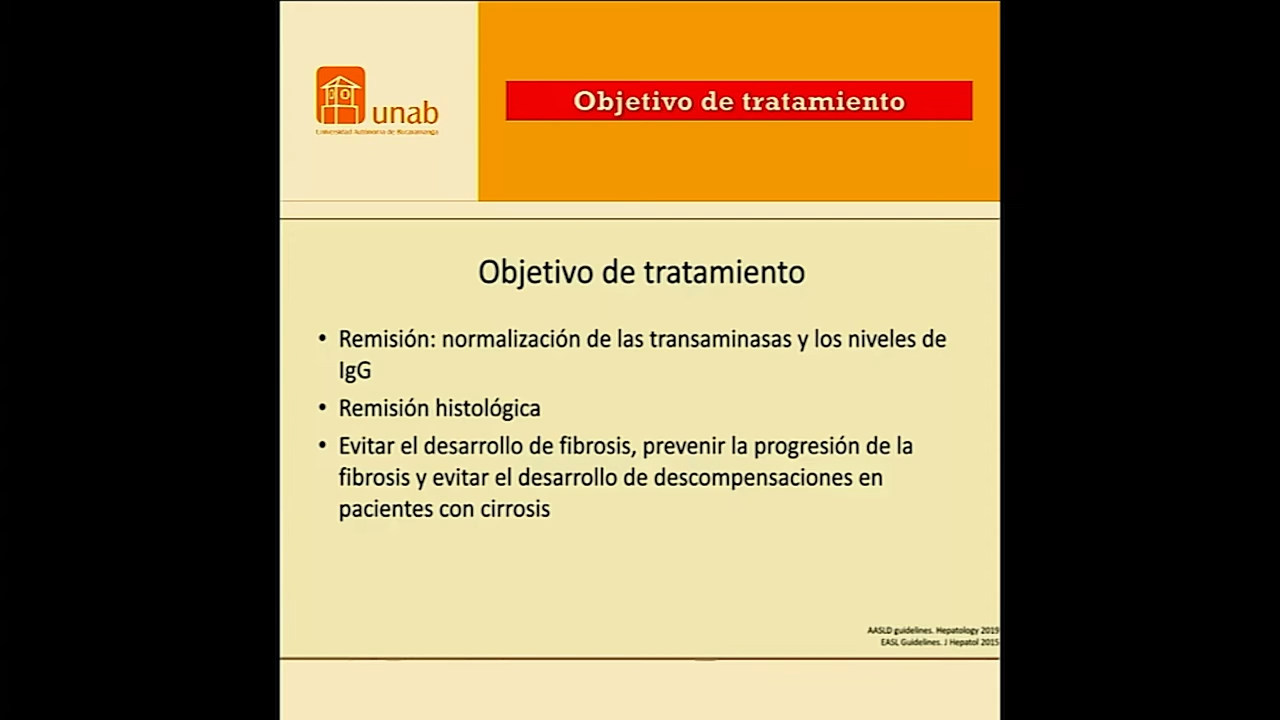 unab
Universidad Autónoma de Bucaramanga
Objetivo de tratamiento
Objetivo de tratamiento
• Remisión: normalización de las transaminasas y los niveles de
IgG
• Remisión histológica
• Evitar el desarrollo de fibrosis, prevenir la progresión de la
fibrosis y evitar el desarrollo de descompensaciones en
pacientes con cirrosis
AASLD guidelines. Hepatology 2019
EASL Guidelines. J Hepatol 2015